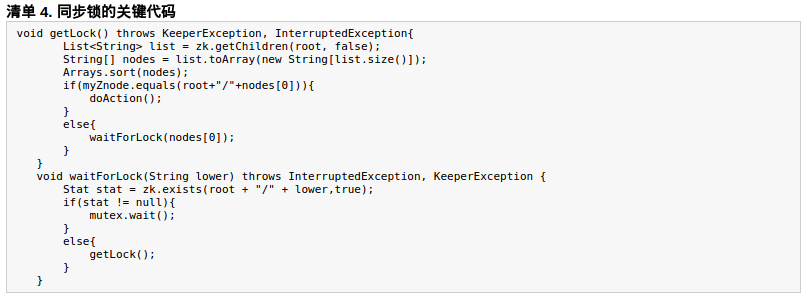 清单 4. 同步锁的关键代码
void getLock() throws KeeperException, InterruptedException{
List<String> list = zk.getChildren(root, false);
String[] nodes = list.toArray(new String[list.size()]);
Arrays.sort(nodes);
if(myZnode.equals(root+"/"+nodes[0])){
doAction();
}
else{
waitForLock(nodes[0]);
}
}
void waitForLock(String lower) throws InterruptedException, KeeperException {
Stat stat = zk.exists(root + "/" + lower,true);
if(stat != null){
mutex.wait();
}
else{
getLock();
}
}